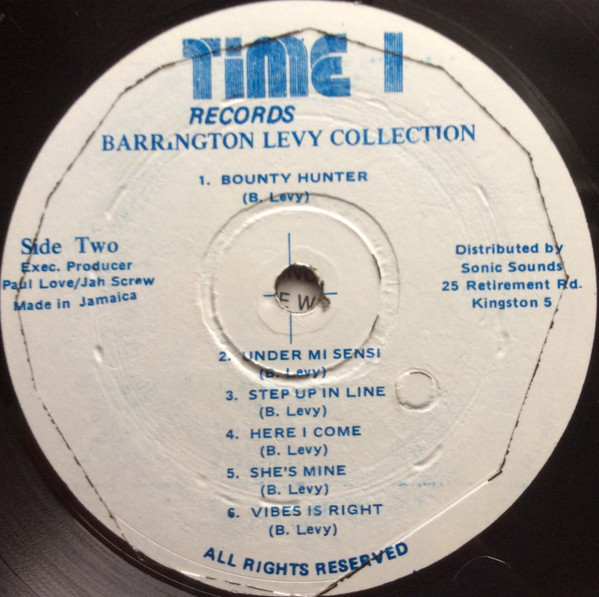 TIME 1
RECORDS
BARRINGTON LEVY COLLECTION
1. BOUNTY HUNTER
(B. Levy)
Side Two
Exec. Producer
Paul Love/Jah Screw
Made in Jamaica
Distributed by
Sonic Sounds
25 Retirement Rd.
Kingston 5
2. UNDER MI SENSI
(B. Levy)
3. STEP UP IN LINE
(B. Levy)
4. HERE I COME
(B. Levy)
5. SHE'S MINE
(B. Levy)
6. VIBES IS RIGHT
(B. Levy)
ALL RIGHTS RESERVED